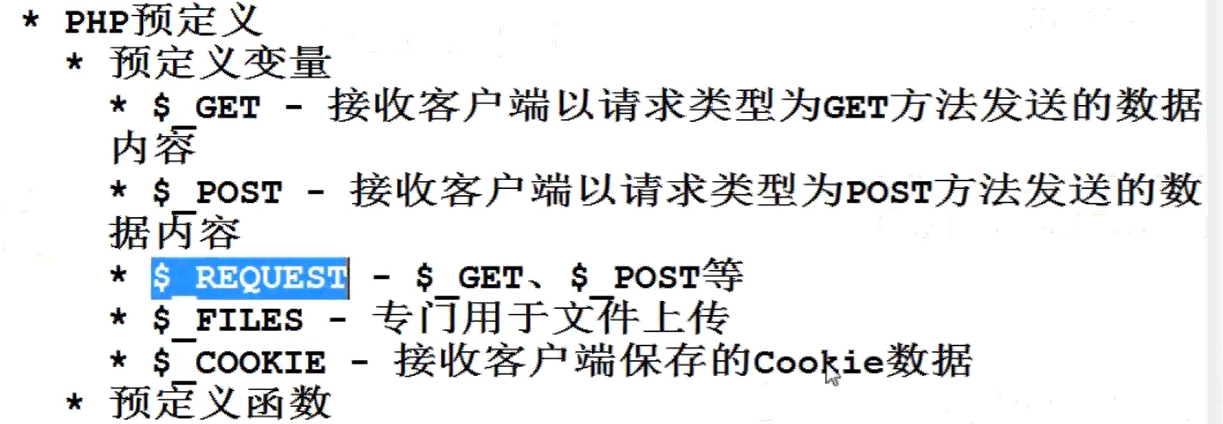 * PHP预定义
* 预定义变量
* $_GET - 接收客户端以请求类型为GET方法发送的数据
内容
* $_POST - 接收客户端以请求类型为POST方法发送的数
据内容
* $_REQUEST - $_GET、$_POST等
* $_FILES - 专门用于文件上传
* $_COOKIE - 接收客户端保存的Cookie数据
* 预定义函数